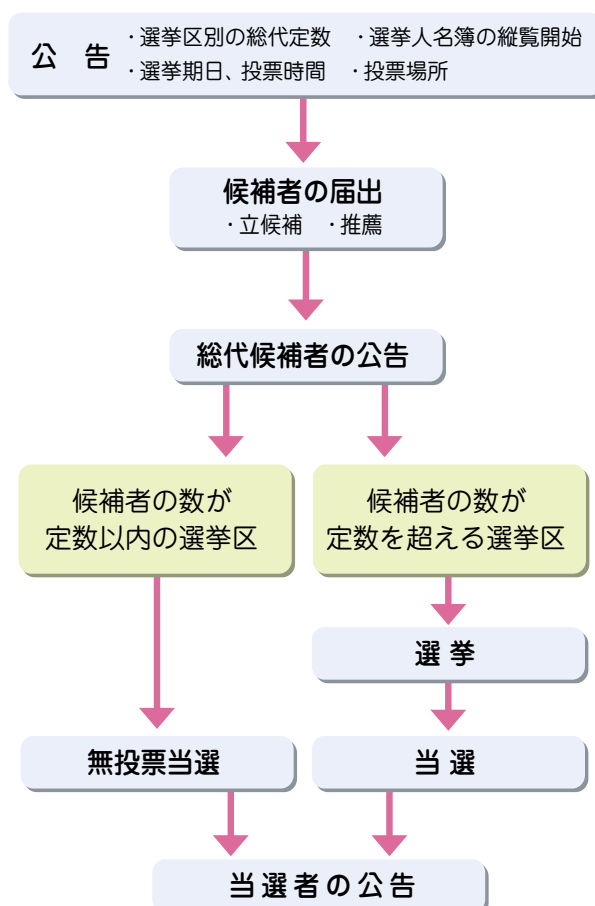 公 告
・選挙区別の総代定数 ・選挙人名簿の縦覧開始
・選挙期日、投票時間 ・投票場所
候補者の届出
・立候補 ・推薦
総代候補者の公告
候補者の数が
定数以内の選挙区
候補者の数が
定数を超える選挙区
選 挙
無投票当選
当 選
当選者の公告